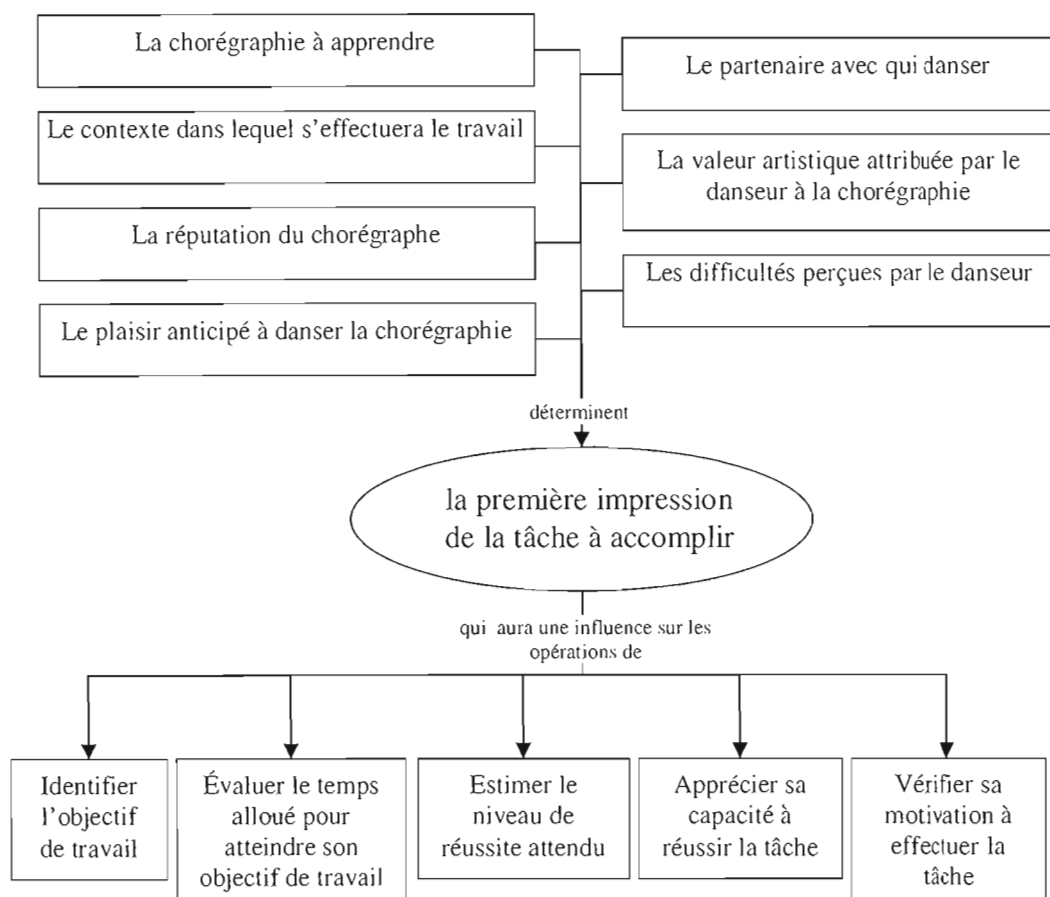 La chorégraphie à apprendre
Le partenaire avec qui danser
Le contexte dans lequel s'effectuera le travail
La valeur artistique attribuée par le
danseur à la chorégraphie
La réputation du chorégraphe
Les difficultés perçues par le danseur
Le plaisir anticipé à danser la chorégraphie
déterminent
la première impression
de la tâche à accomplir
qui aura une influence sur les
opérations de
Identifier
l'objectif
de travail
Évaluer le temps
alloué pour
atteindre son
objectif de travail
Estimer le
niveau de
réussite attendu
Apprécier sa
capacité à
réussir la tâche
Vérifier sa
motivation à
effectuer la
tâche